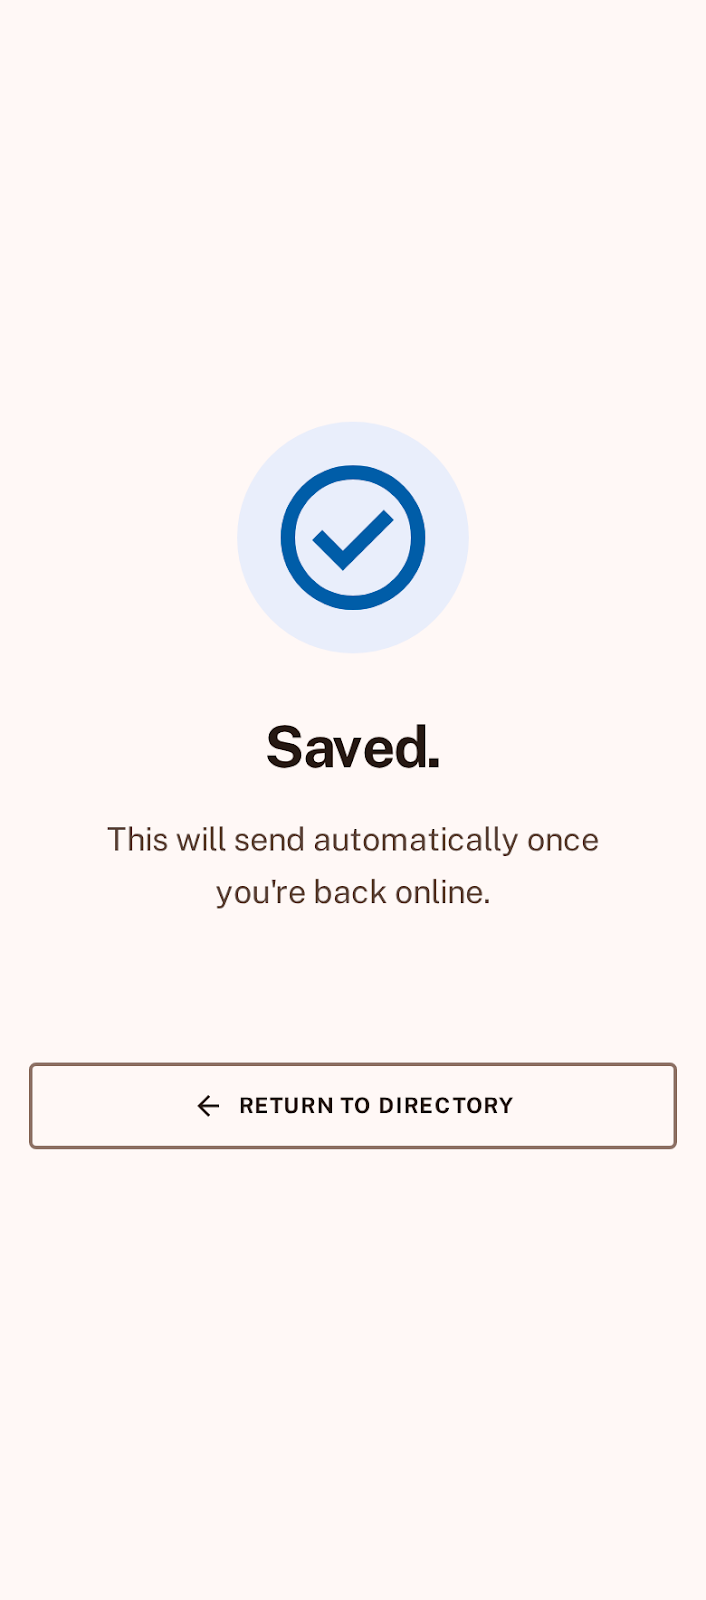 Saved.
This will send automatically once
you're back online.
RETURN TO DIRECTORY